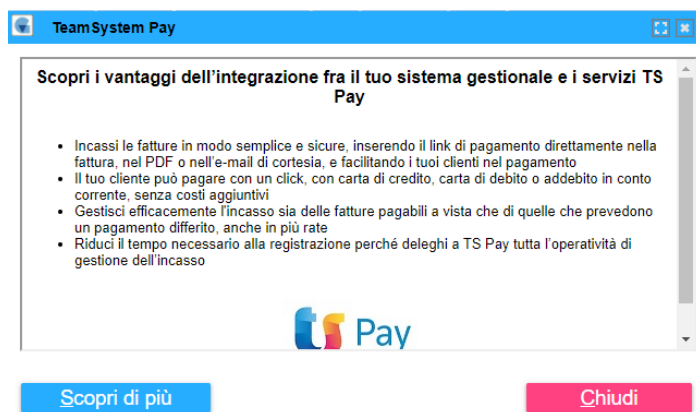 TeamSystem Pay
Scopri i vantaggi dell'integrazione fra il tuo sistema gestionale e i servizi TS
Pay
• Incassi le fatture in modo semplice e sicure, inserendo il link di pagamento direttamente nella
fattura, nel PDF o nell'e-mail di cortesia, e facilitando i tuoi clienti nel pagamento
• Il tuo cliente può pagare con un click, con carta di credito, carta di debito o addebito in conto
corrente, senza costi aggiuntivi
• Gestisci efficacemente l'incasso sia delle fatture pagabili a vista che di quelle che prevedono
un pagamento differito, anche in più rate
• Riduci il tempo necessario alla registrazione perché deleghi a TS Pay tutta l'operatività di
gestione dell'incasso
ts Pay
Scopri di più
Chiudi